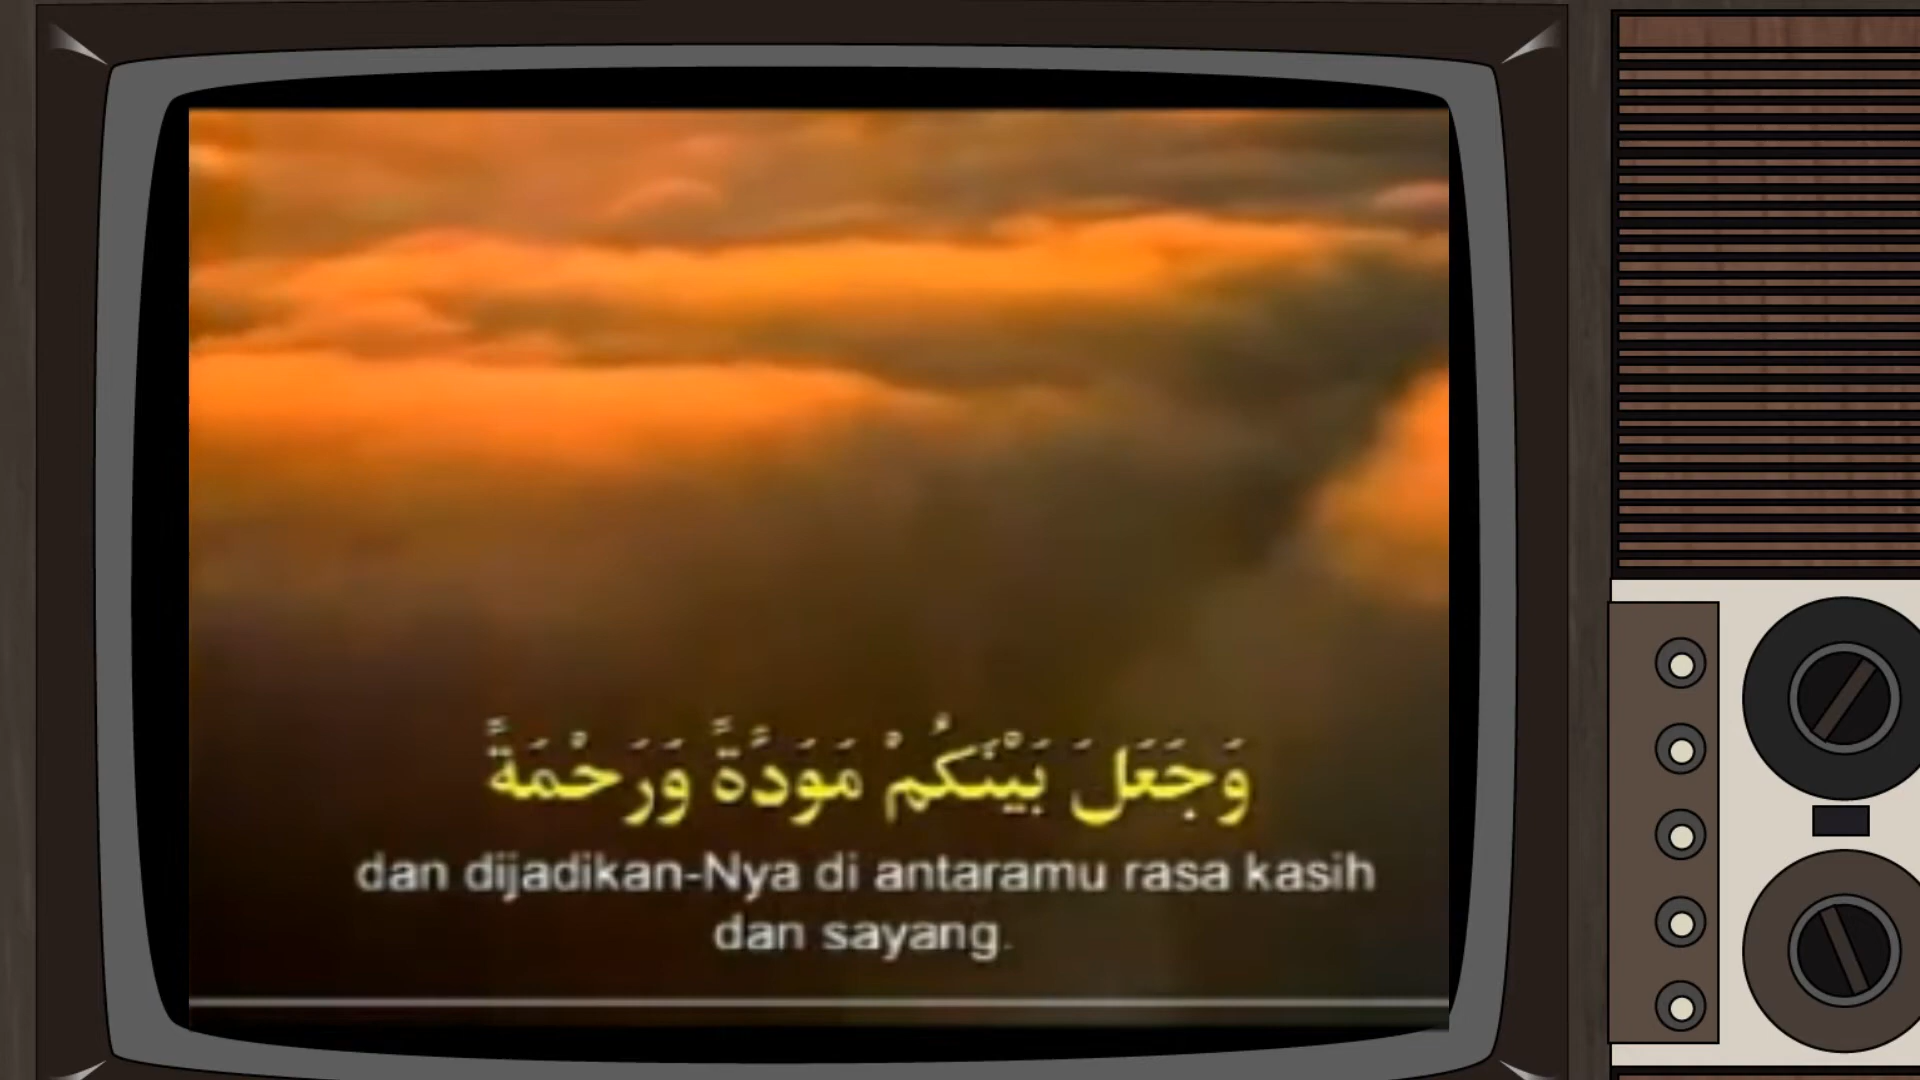 وَجَعَلَ بَيْنَكُمْ مَوَدَّةً وَرَحْمَةً
dan dijadikan-Nya di antaramu rasa kasih
dan sayang.